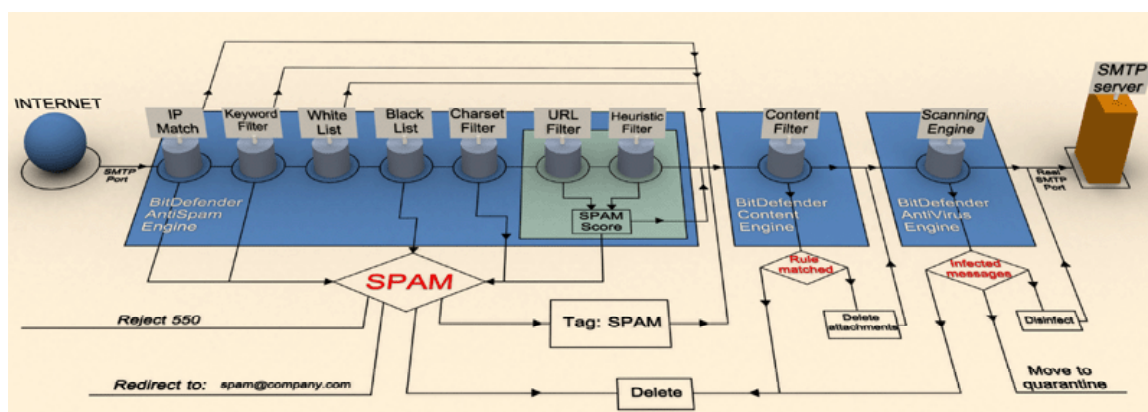 INTERNET
SMTP
Port
IP
Match
Keyword
Filter
White
List
Black
List
Charset
Filter
URL
Filter
Heuristic
Filter
Content
Filter
Scanning
Engine
SMTP
server
Real
SMTP
Port
BitDefender
AntiSpam
Engine
SPAM
Score
BitDefender
Content
Engine
BitDefender
AntiVirus
Engine
SPAM
Rule
matched
Infected
messages
Reject 550
Tag: SPAM
Delete
attachments
Disinfect
Redirect to: spam@company.com
Delete
Move to
quarantine